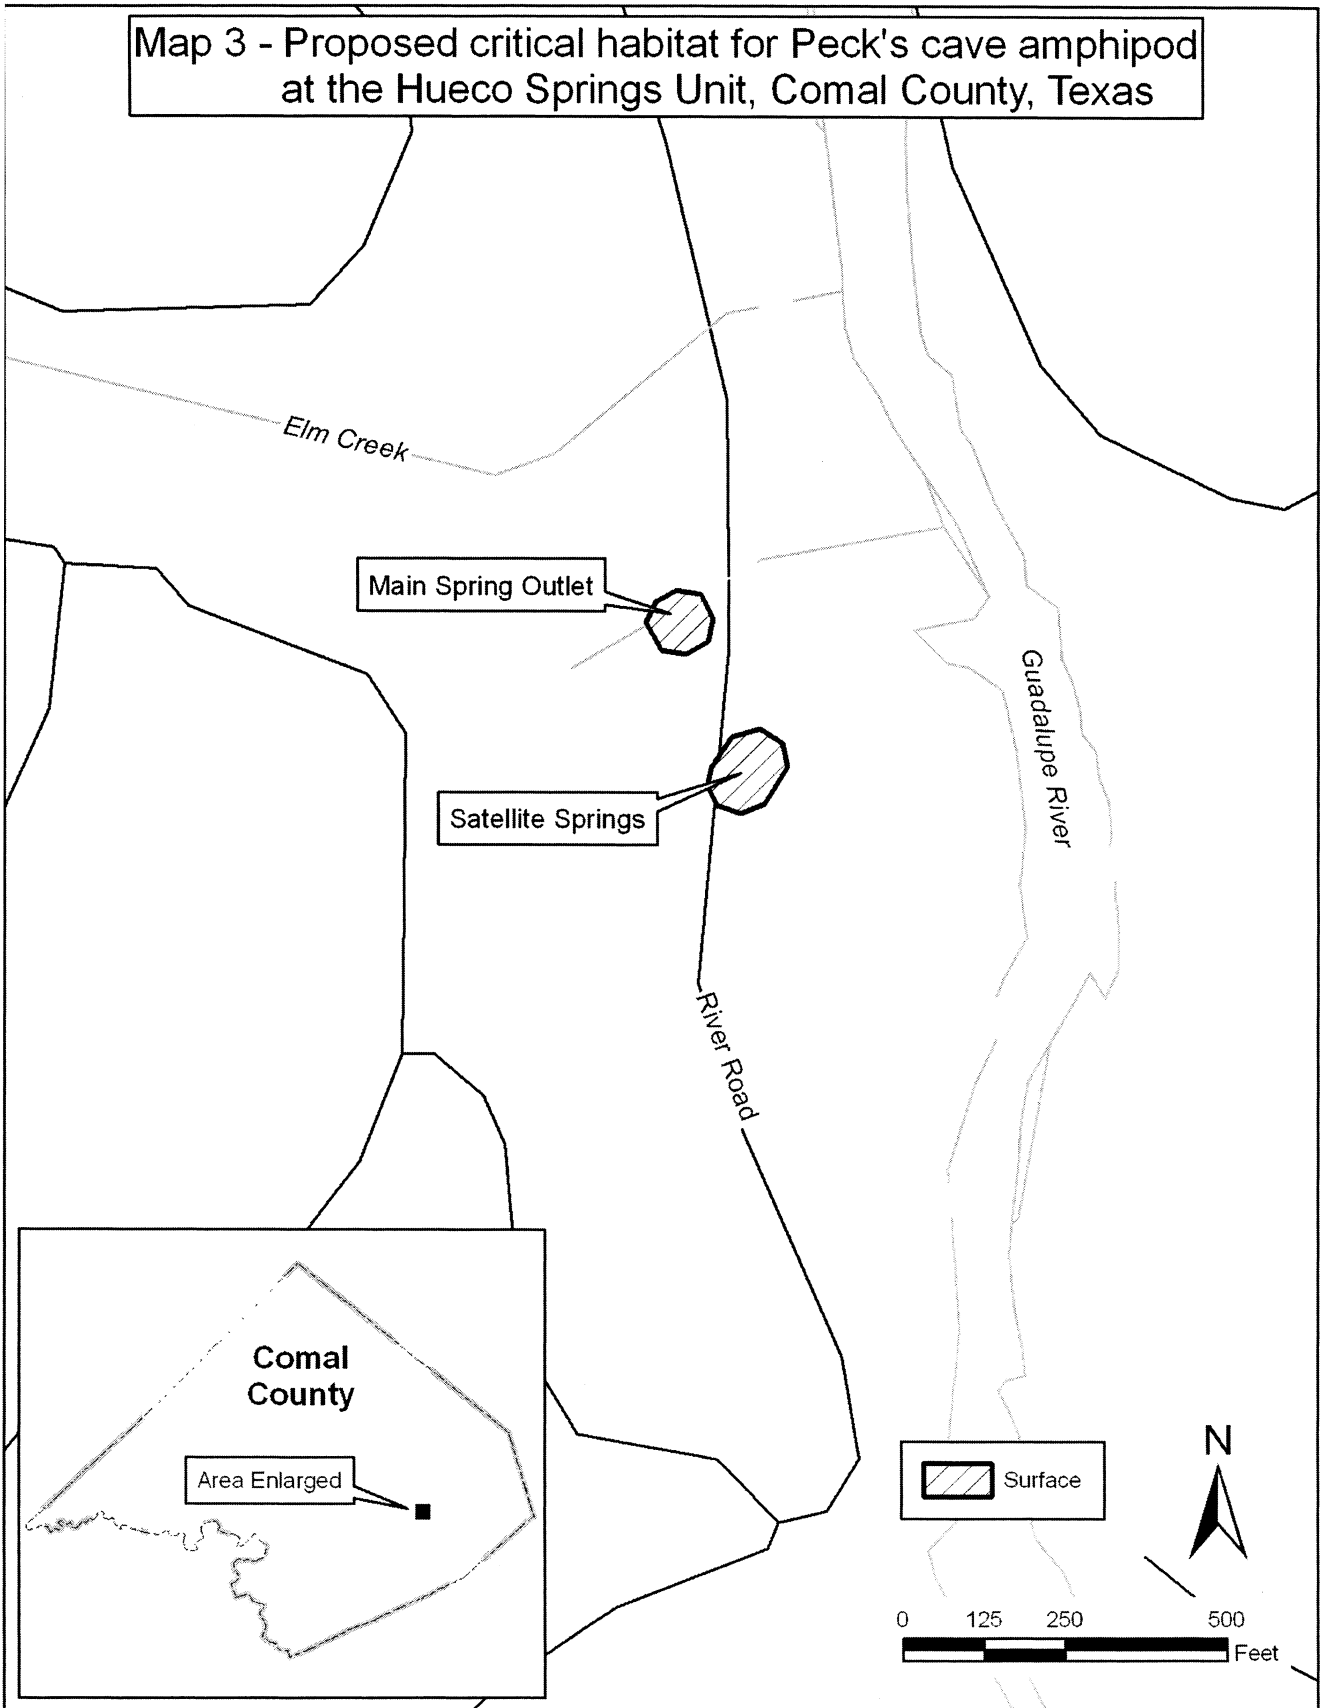 Map 3 - Proposed critical habitat for Peck's cave amphipod
at the Hueco Springs Unit, Comal County, Texas
Elm Creek
Main Spring Outlet
Guadalupe River
Satellite Springs
River Road
Comal
County
Area Enlarged
N
Surface
0 125 250 500
Feet